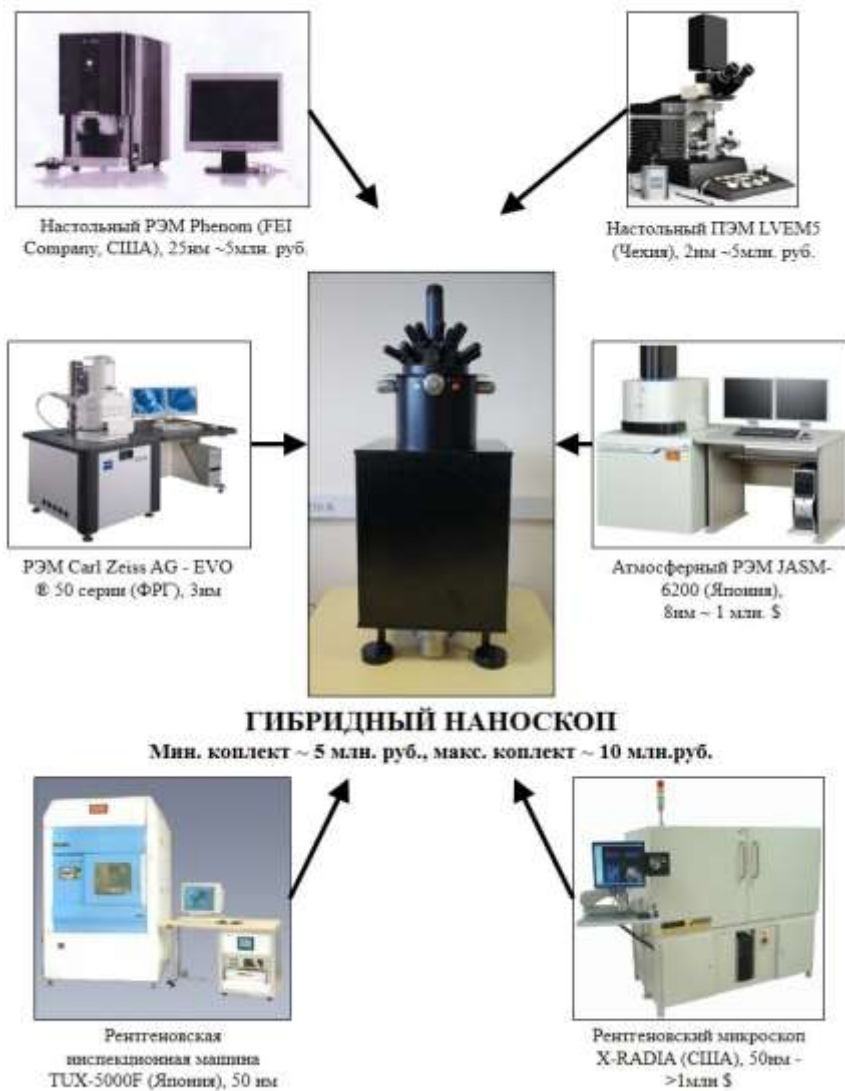 Настольный РЭМ Phenom (FEI
Company, США), 25нм ~5млн. руб.
Настольный ПЭМ LVEM5
(Чехия), 2нм ~5млн. руб.
РЭМ Carl Zeiss AG - EVO
® 50 серии (ФРГ), 3нм
Атмосферный РЭМ JASM-
6200 (Япония),
8нм ~ 1 млн. $
ГИБРИДНЫЙ НАНОСКОП
Мин. коплект ~ 5 млн. руб., макс. коплект ~ 10 млн.руб.
Рентгеновская
инспекционная машина
TUX-5000F (Япония), 50 нм
Рентгеновский микроскоп
X-RADIA (США), 50нм -
>1млн $